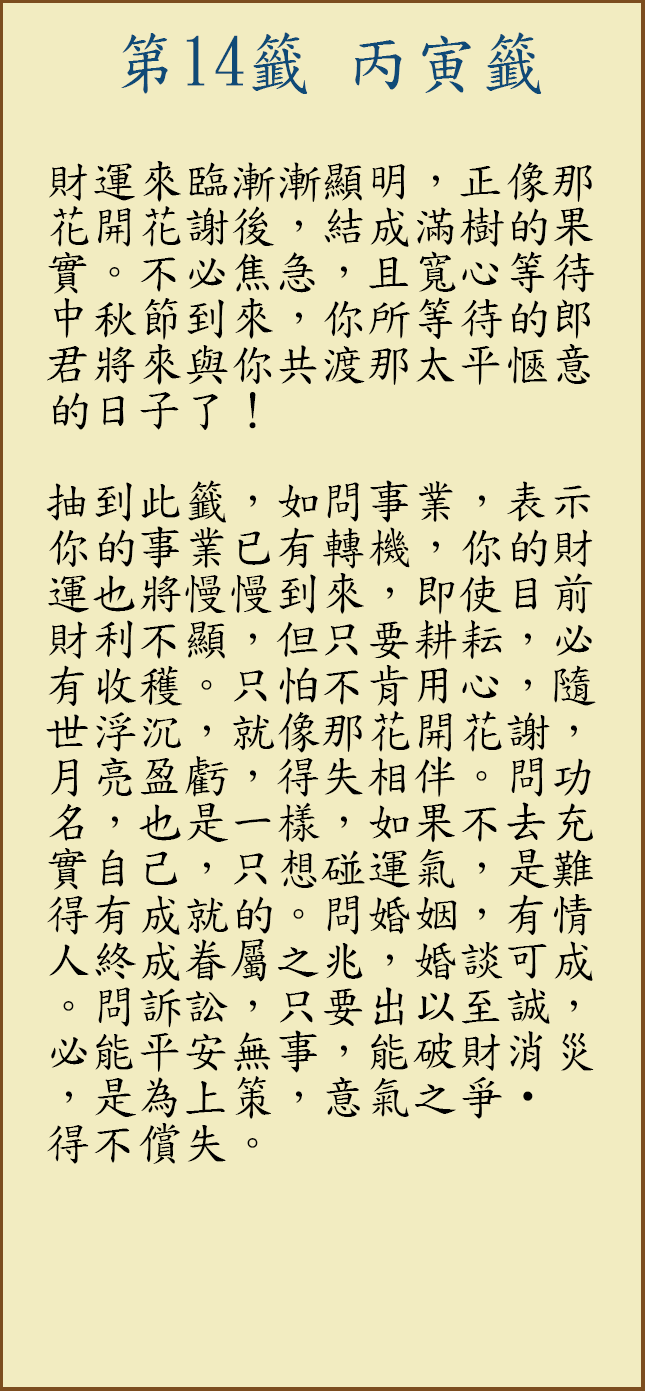 第14籤 丙寅籤
財運來臨漸漸顯明，正像那
花開花謝後，結成滿樹的果
實。不必焦急，且寬心等待
中秋節到來，你所等待的郎
君將來與你共渡那太平愜意
的日子了！
抽到此籤，如問事業，表示
你的事業已有轉機，你的財
運也將慢慢到來，即使目前
財利不顯，但只要耕耘，必
有收穫。只怕不肯用心，隨
世浮沉，就像那花開花謝，
月亮盈虧，得失相伴。問功
名，也是一樣，如果不去充
實自己，只想碰運氣，是難
得有成就的。問婚姻，有情
人終成眷屬之兆，婚談可成
。問訴訟，只要出以至誠，
必能平安無事，能破財消災
，是為上策，意氣之爭·
得不償失。